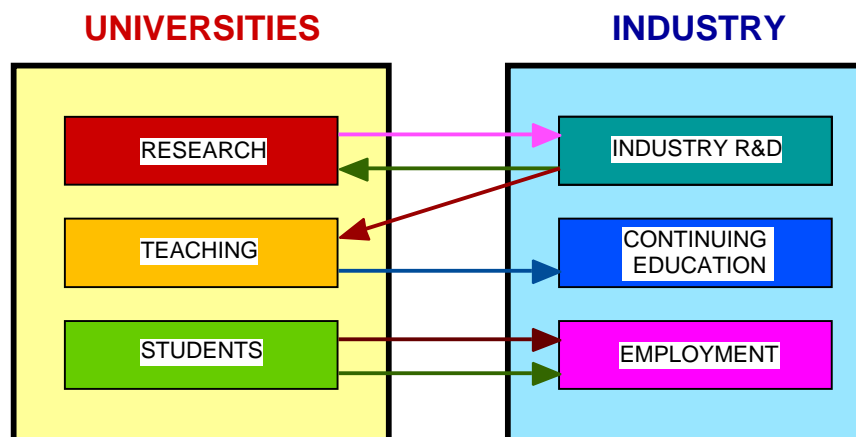 UNIVERSITIES
INDUSTRY
RESEARCH
INDUSTRY R&D
TEACHING
CONTINUING
EDUCATION
STUDENTS
EMPLOYMENT